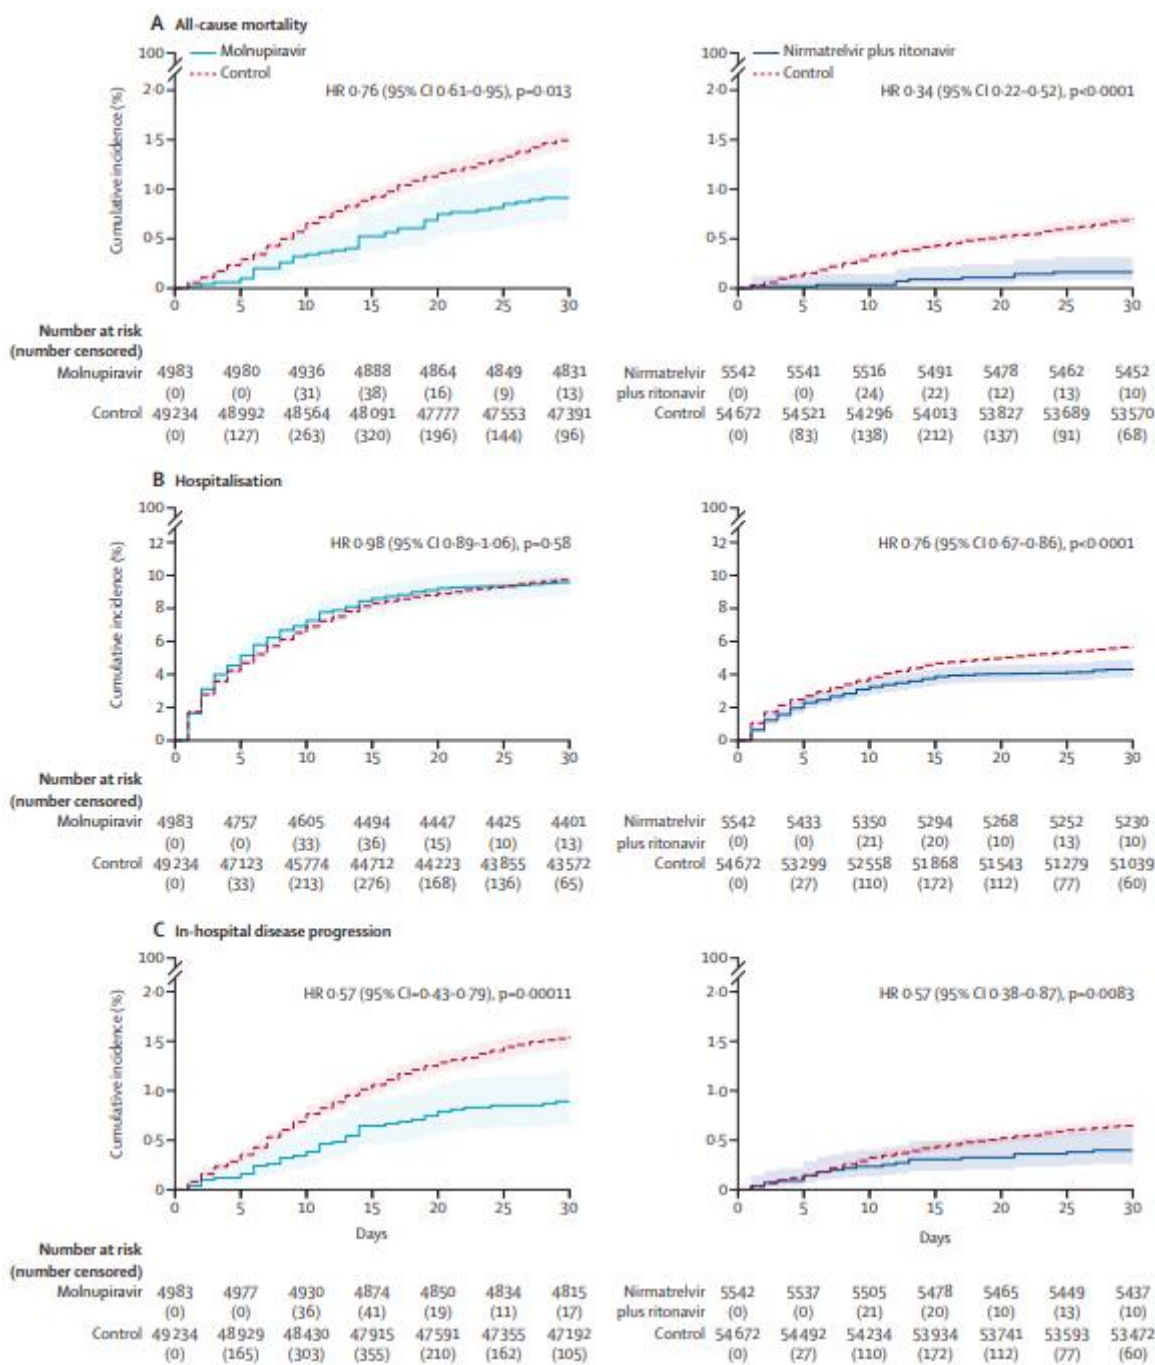 A All-cause mortality
100
Molnupiravir
Control
2·0
HR 0·76 (95% CI 0·61–0·95), p=0·013
1·5
1·0
0·5
0
Cumulative incidence (%)
0 5 10 15 20 25 30
100
Nirmatrelvir plus ritonavir
Control
2·0
HR 0·34 (95% CI 0·22–0·52), p<0·0001
1·5
1·0
0·5
0
0 5 10 15 20 25 30
Number at risk
(number censored)
Molnupiravir 4983 4980 4936 4888 4864 4849 4831
(0) (0) (31) (38) (16) (9) (13)
Control 49 234 48 992 48 564 48 091 47 777 47 553 47 391
(0) (127) (263) (320) (196) (144) (96)
Nirmatrelvir 5542 5541 5516 5491 5478 5462 5452
plus ritonavir (0) (0) (24) (22) (12) (13) (10)
Control 54 672 54 521 54 296 54 013 53 827 53 689 53 570
(0) (83) (138) (212) (137) (91) (68)
B Hospitalisation
100
12
HR 0·98 (95% CI 0·89–1·06), p=0·58
10
8
6
4
2
0
Cumulative incidence (%)
0 5 10 15 20 25 30
100
12
HR 0·76 (95% CI 0·67–0·86), p<0·0001
10
8
6
4
2
0
0 5 10 15 20 25 30
Number at risk
(number censored)
Molnupiravir 4983 4757 4605 4494 4447 4425 4401
(0) (0) (33) (36) (15) (10) (13)
Control 49 234 47 123 45 774 44 712 44 223 43 855 43 572
(0) (33) (213) (276) (168) (136) (65)
Nirmatrelvir 5542 5433 5350 5294 5268 5252 5230
plus ritonavir (0) (0) (21) (20) (10) (13) (10)
Control 54 672 53 299 52 558 51 868 51 543 51 279 51 039
(0) (27) (110) (172) (112) (77) (60)
C In-hospital disease progression
100
2·0
HR 0·57 (95% CI=0·43–0·79), p=0·00011
1·5
1·0
0·5
0
Cumulative incidence (%)
0 5 10 15 20 25 30
Days
100
2·0
HR 0·57 (95% CI 0·38–0·87), p=0·0083
1·5
1·0
0·5
0
0 5 10 15 20 25 30
Days
Number at risk
(number censored)
Molnupiravir 4983 4977 4930 4874 4850 4834 4815
(0) (0) (36) (41) (19) (11) (17)
Control 49 234 48 929 48 430 47 915 47 591 47 355 47 192
(0) (165) (303) (355) (210) (162) (105)
Nirmatrelvir 5542 5537 5505 5478 5465 5449 5437
plus ritonavir (0) (0) (21) (20) (10) (13) (10)
Control 54 672 54 492 54 234 53 934 53 741 53 593 53 472
(0) (27) (110) (172) (112) (77) (60)